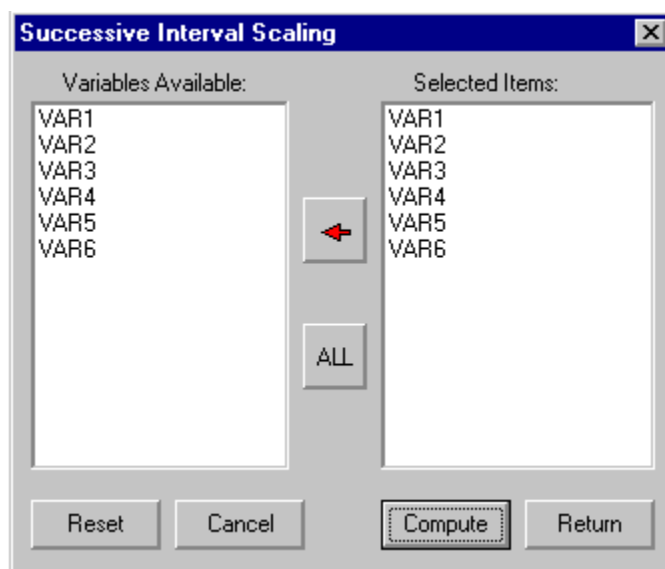 Successive Interval Scaling
Variables Available:
VAR1
VAR2
VAR3
VAR4
VAR5
VAR6
ALL
Selected Items:
VAR1
VAR2
VAR3
VAR4
VAR5
VAR6
Reset
Cancel
Compute
Return